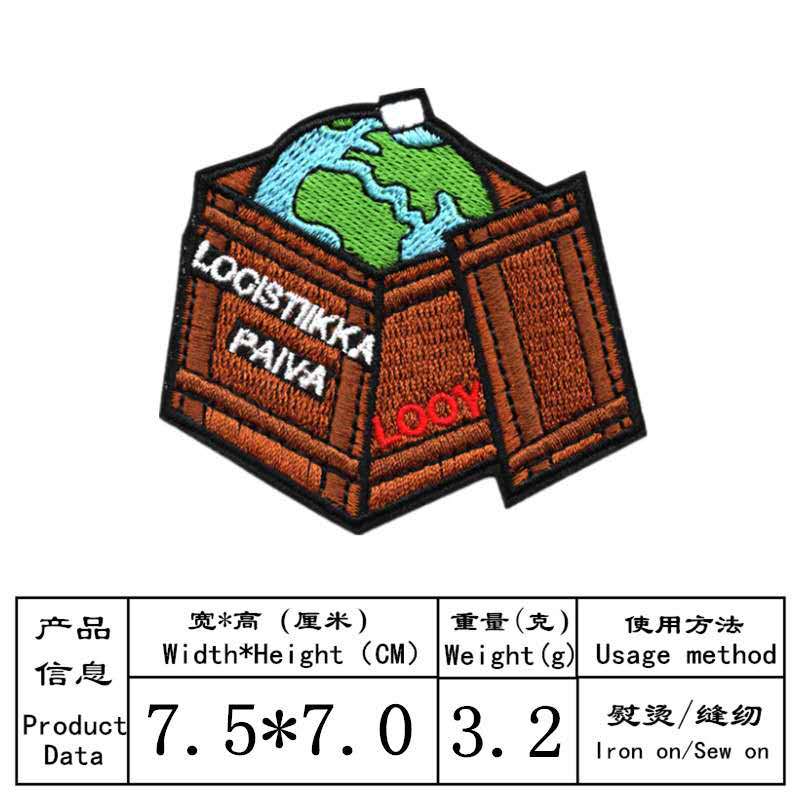 LOGISTIIKKA
PAIVA
LOOY
产品
信息
Product
Data
宽*高 (厘米)
Width*Height (CM)
7.5*7.0
重量(克)
Weight(g)
3.2
使用方法
Usage method
熨烫/缝纫
Iron on/Sew on